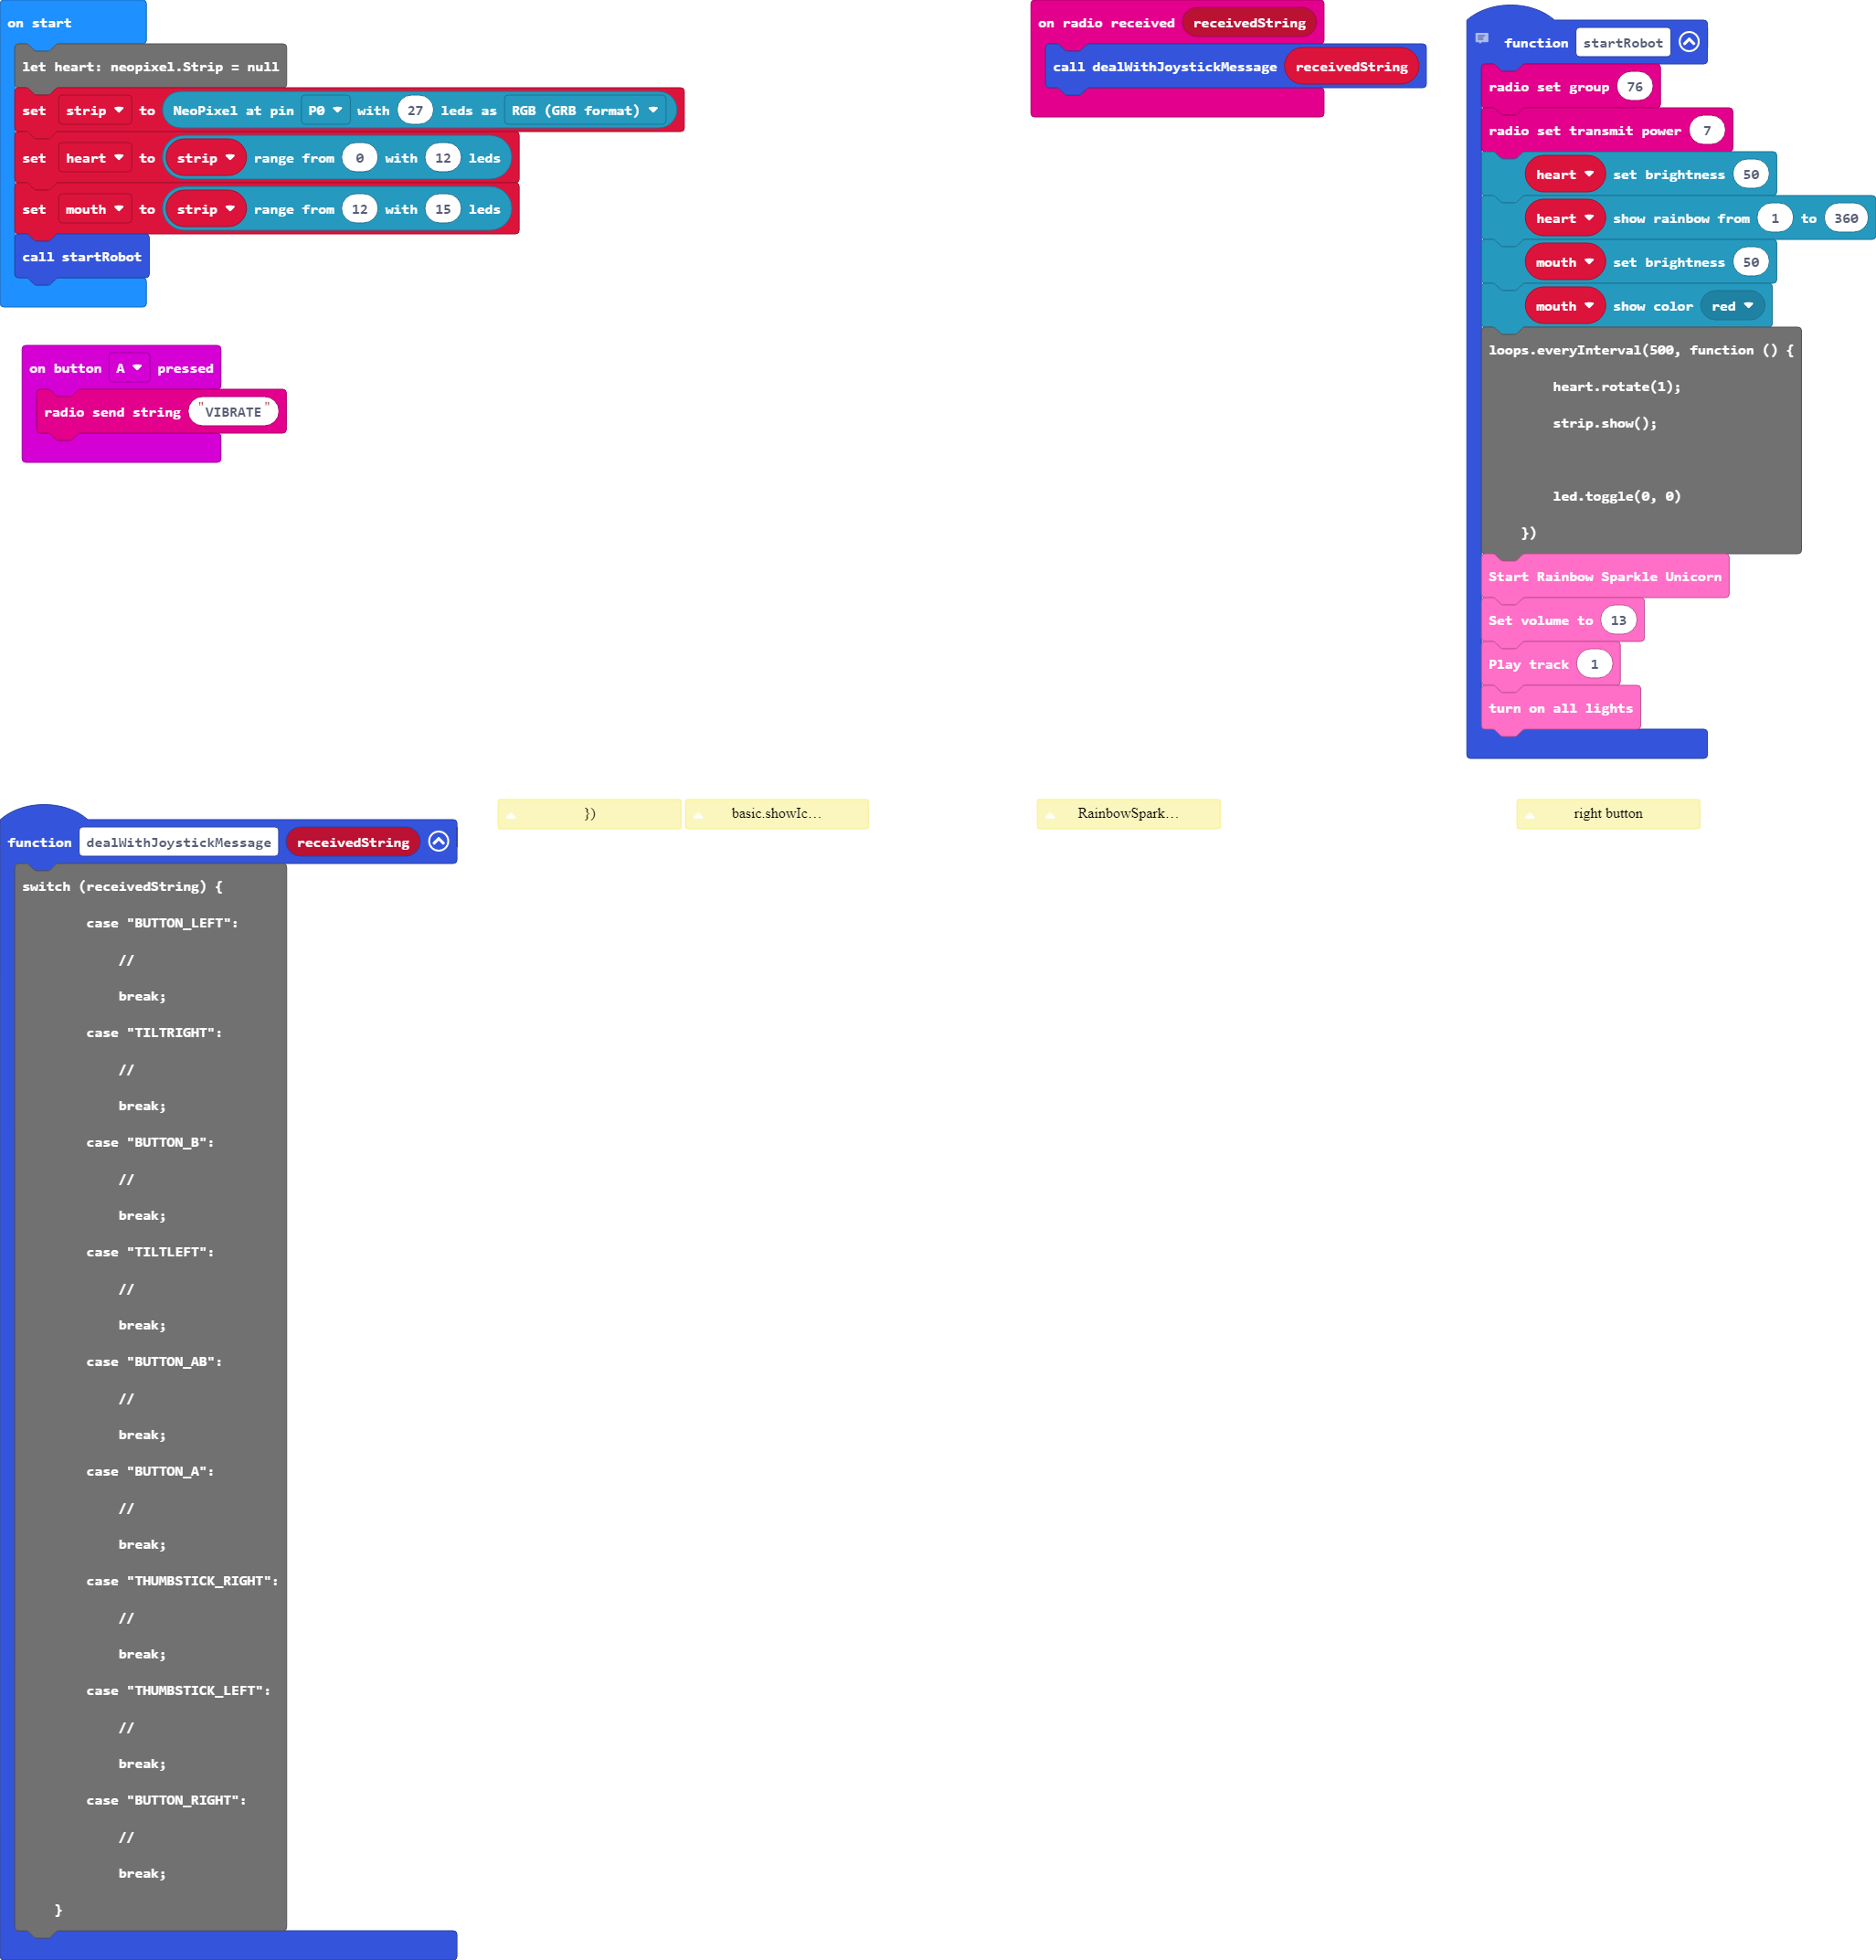 on start
let heart: neopixel.Strip = null
set strip to NeoPixel at pin P0 with 27 leds as RGB (GRB format)
set heart to strip range from 0 with 12 leds
set mouth to strip range from 12 with 15 leds
call startRobot
on button A pressed
radio send string "VIBRATE"
on radio received receivedString
call dealWithJoystickMessage receivedString
function startRobot
radio set group 76
radio set transmit power 7
heart set brightness 50
heart show rainbow from 1 to 360
mouth set brightness 50
mouth show color red
loops.everyInterval(500, function () {
heart.rotate(1);
strip.show();
led.toggle(0, 0)
})
Start Rainbow Sparkle Unicorn
Set volume to 13
Play track 1
turn on all lights
})
basic.showIc…
RainbowSpark…
right button
function dealWithJoystickMessage receivedString
switch (receivedString) {
case "BUTTON_LEFT":
//
break;
case "TILTRIGHT":
//
break;
case "BUTTON_B":
//
break;
case "TILTLEFT":
//
break;
case "BUTTON_AB":
//
break;
case "BUTTON_A":
//
break;
case "THUMBSTICK_RIGHT":
//
break;
case "THUMBSTICK_LEFT":
//
break;
case "BUTTON_RIGHT":
//
break;
}